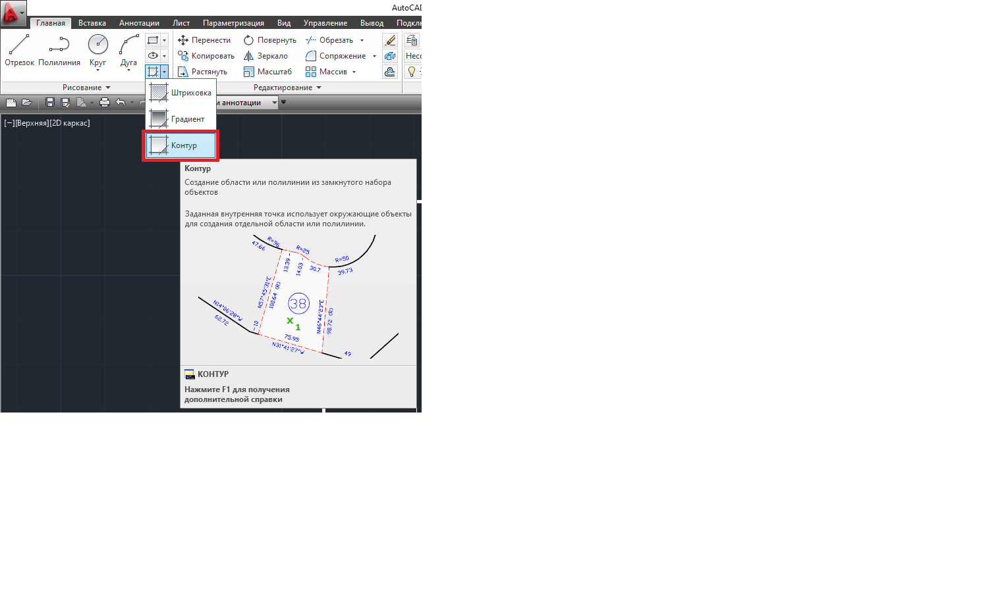 AutoCAD
Главная Вставка Аннотации Лист Параметризация Вид Управление Вывод Подкл
Отрезок Полилиния Круг Дуга
Перенести Повернуть Обрезать
Копировать Зеркало Сопряжение Несо
Растянуть Масштаб Массив
Рисование Редактирование
и аннотации
Штриховка
[−][Верхняя][2D каркас]
Градиент
Контур
Контур
Создание области или полилинии из замкнутого набора
объектов
Заданная внутренняя точка использует окружающие объекты
для создания отдельной области или полилинии.
R=96
47.66
R=25
R=50
39.73
13.39
14.03
30.7
N57°45'31"E
100.64 (R)
38
N14°06'28"W
62.72
N46°44'23"E
98.72 (R)
10
X
1
75.95
N31°41'27"W
49
КОНТУР
Нажмите F1 для получения
дополнительной справки